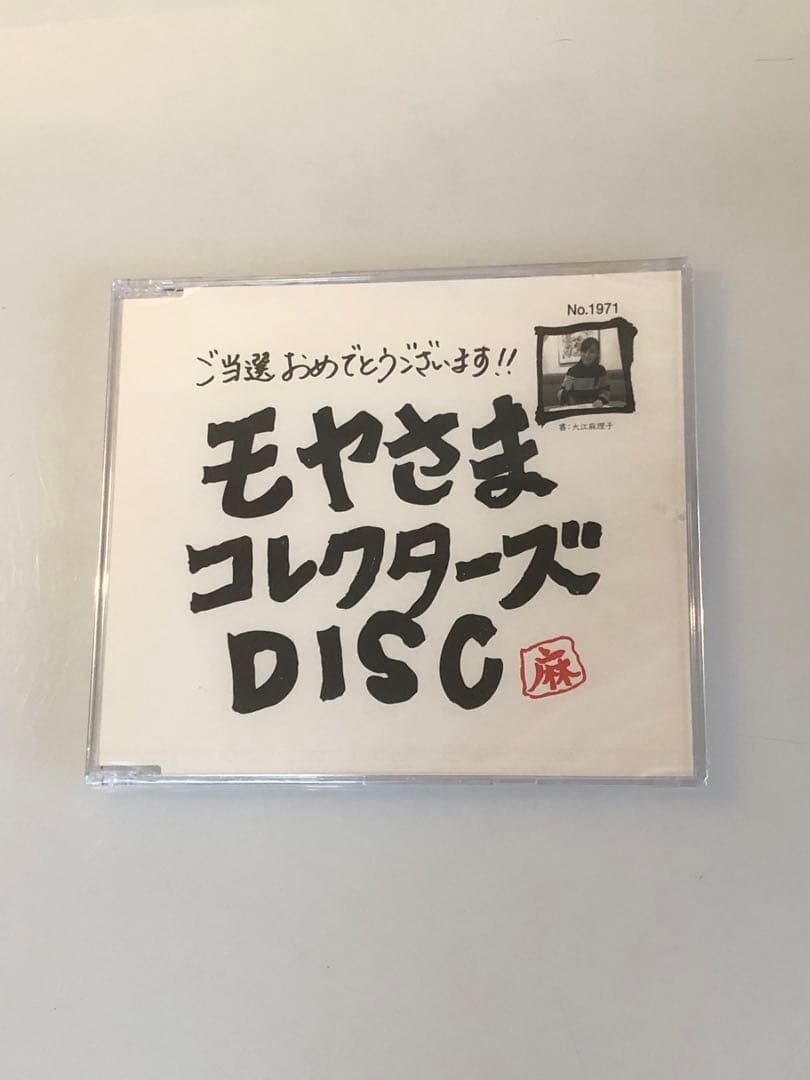 No.1971
ご当選おめでとうございます!!
書:大江麻理子
モヤさま
コレクターズ
DISC
麻